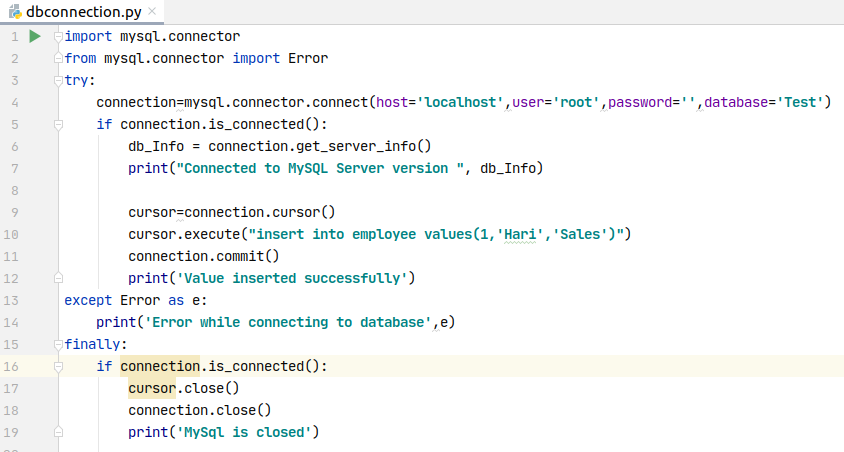 dbconnection.py
1 import mysql.connector
2 from mysql.connector import Error
3 try:
4     connection=mysql.connector.connect(host='localhost',user='root',password='',database='Test')
5     if connection.is_connected():
6         db_Info = connection.get_server_info()
7         print("Connected to MySQL Server version ", db_Info)
8
9         cursor=connection.cursor()
10         cursor.execute("insert into employee values(1,'Hari','Sales')")
11         connection.commit()
12         print('Value inserted successfully')
13 except Error as e:
14     print('Error while connecting to database',e)
15 finally:
16     if connection.is_connected():
17         cursor.close()
18         connection.close()
19         print('MySql is closed')